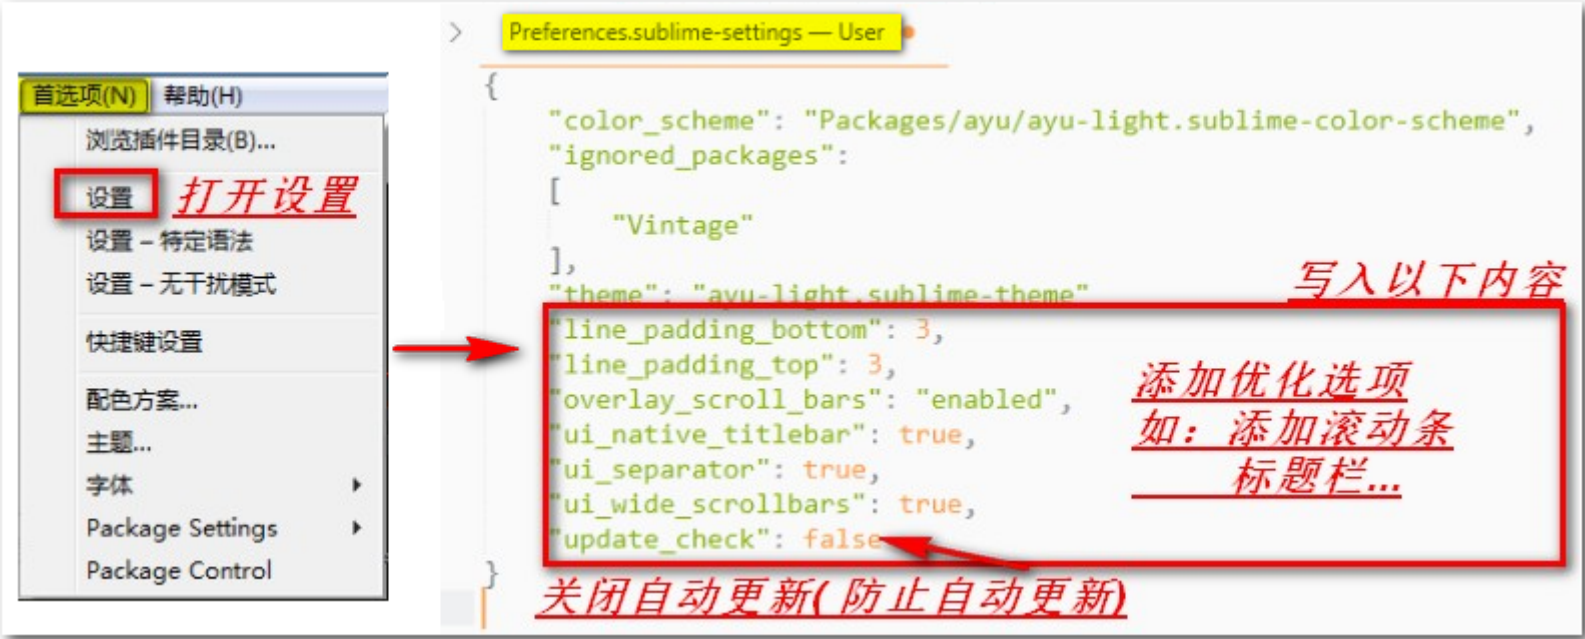 首选项(N) 帮助(H)
浏览插件目录(B)...
设置
打开设置
设置 – 特定语法
设置 – 无干扰模式
快捷键设置
配色方案...
主题...
字体
Package Settings
Package Control
Preferences.sublime-settings — User
{
"color_scheme": "Packages/ayu/ayu-light.sublime-color-scheme",
"ignored_packages":
[
"Vintage"
],
"theme": "ayu-light.sublime-theme"
写入以下内容
"line_padding_bottom": 3,
"line_padding_top": 3,
"overlay_scroll_bars": "enabled",
"ui_native_titlebar": true,
"ui_separator": true,
"ui_wide_scrollbars": true,
"update_check": false
添加优化选项
如：添加滚动条
标题栏...
}
关闭自动更新(防止自动更新)